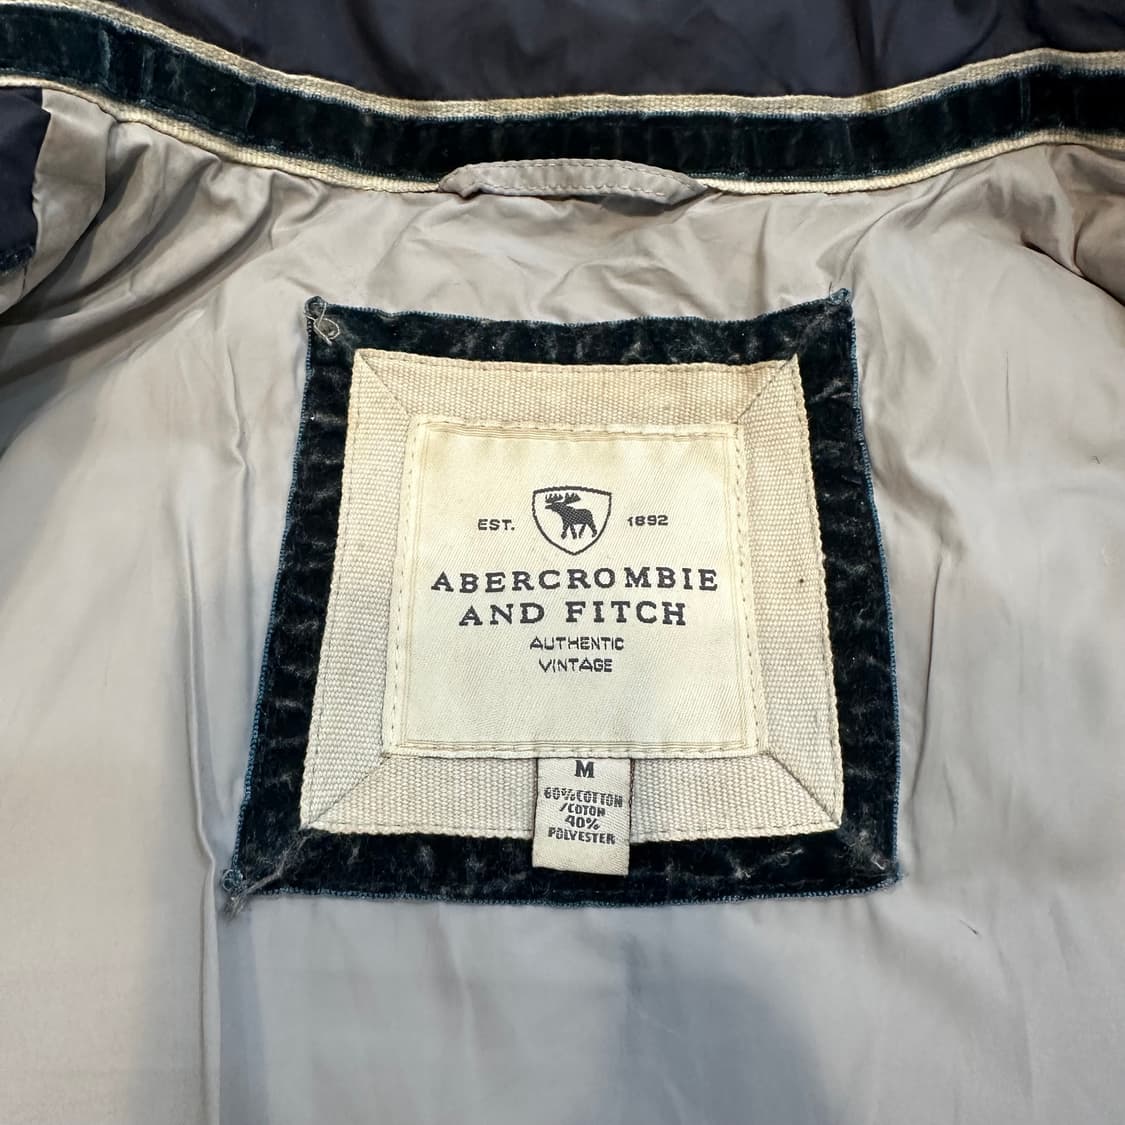 EST. 1892
ABERCROMBIE
AND FITCH
AUTHENTIC
VINTAGE
M
60%COTTON
/COTON
40%
POLYESTER